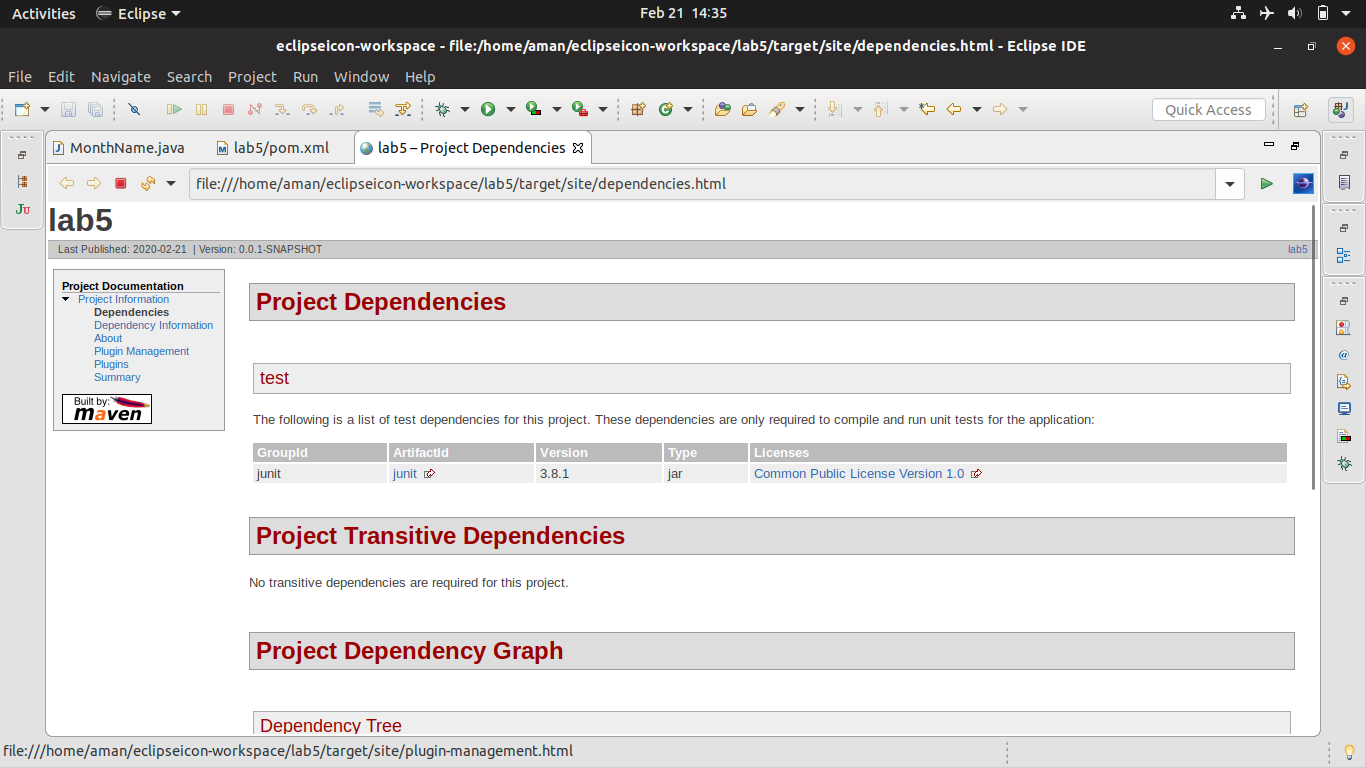 Activities Eclipse Feb 21 14:35
eclipseicon-workspace - file:/home/aman/eclipseicon-workspace/lab5/target/site/dependencies.html - Eclipse IDE
File Edit Navigate Search Project Run Window Help
Quick Access
MonthName.java lab5/pom.xml lab5 – Project Dependencies
file:///home/aman/eclipseicon-workspace/lab5/target/site/dependencies.html
lab5
Last Published: 2020-02-21 | Version: 0.0.1-SNAPSHOT lab5
Project Documentation
Project Information
Dependencies
Dependency Information
About
Plugin Management
Plugins
Summary
Built by:
maven
Project Dependencies
test
The following is a list of test dependencies for this project. These dependencies are only required to compile and run unit tests for the application:
GroupId ArtifactId Version Type Licenses
junit junit 3.8.1 jar Common Public License Version 1.0
Project Transitive Dependencies
No transitive dependencies are required for this project.
Project Dependency Graph
Dependency Tree
file:///home/aman/eclipseicon-workspace/lab5/target/site/plugin-management.html